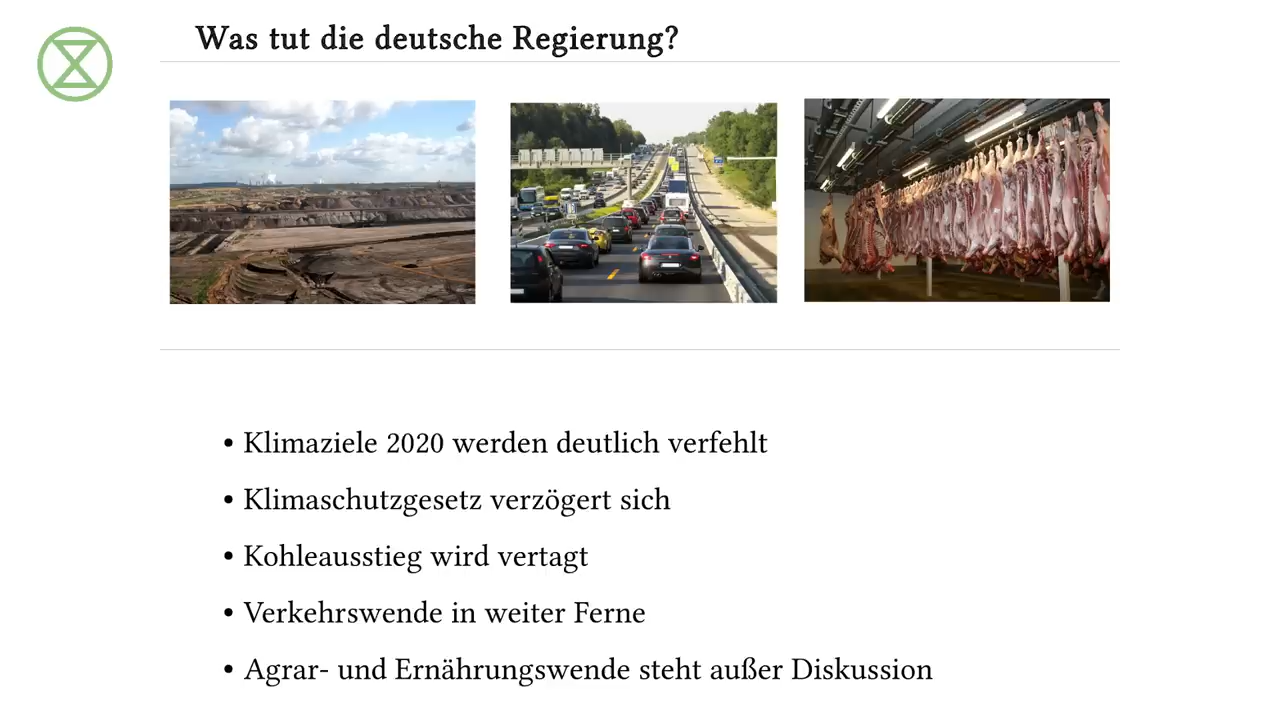 Was tut die deutsche Regierung?
• Klimaziele 2020 werden deutlich verfehlt
• Klimaschutzgesetz verzögert sich
• Kohleausstieg wird vertagt
• Verkehrswende in weiter Ferne
• Agrar- und Ernährungswende steht außer Diskussion